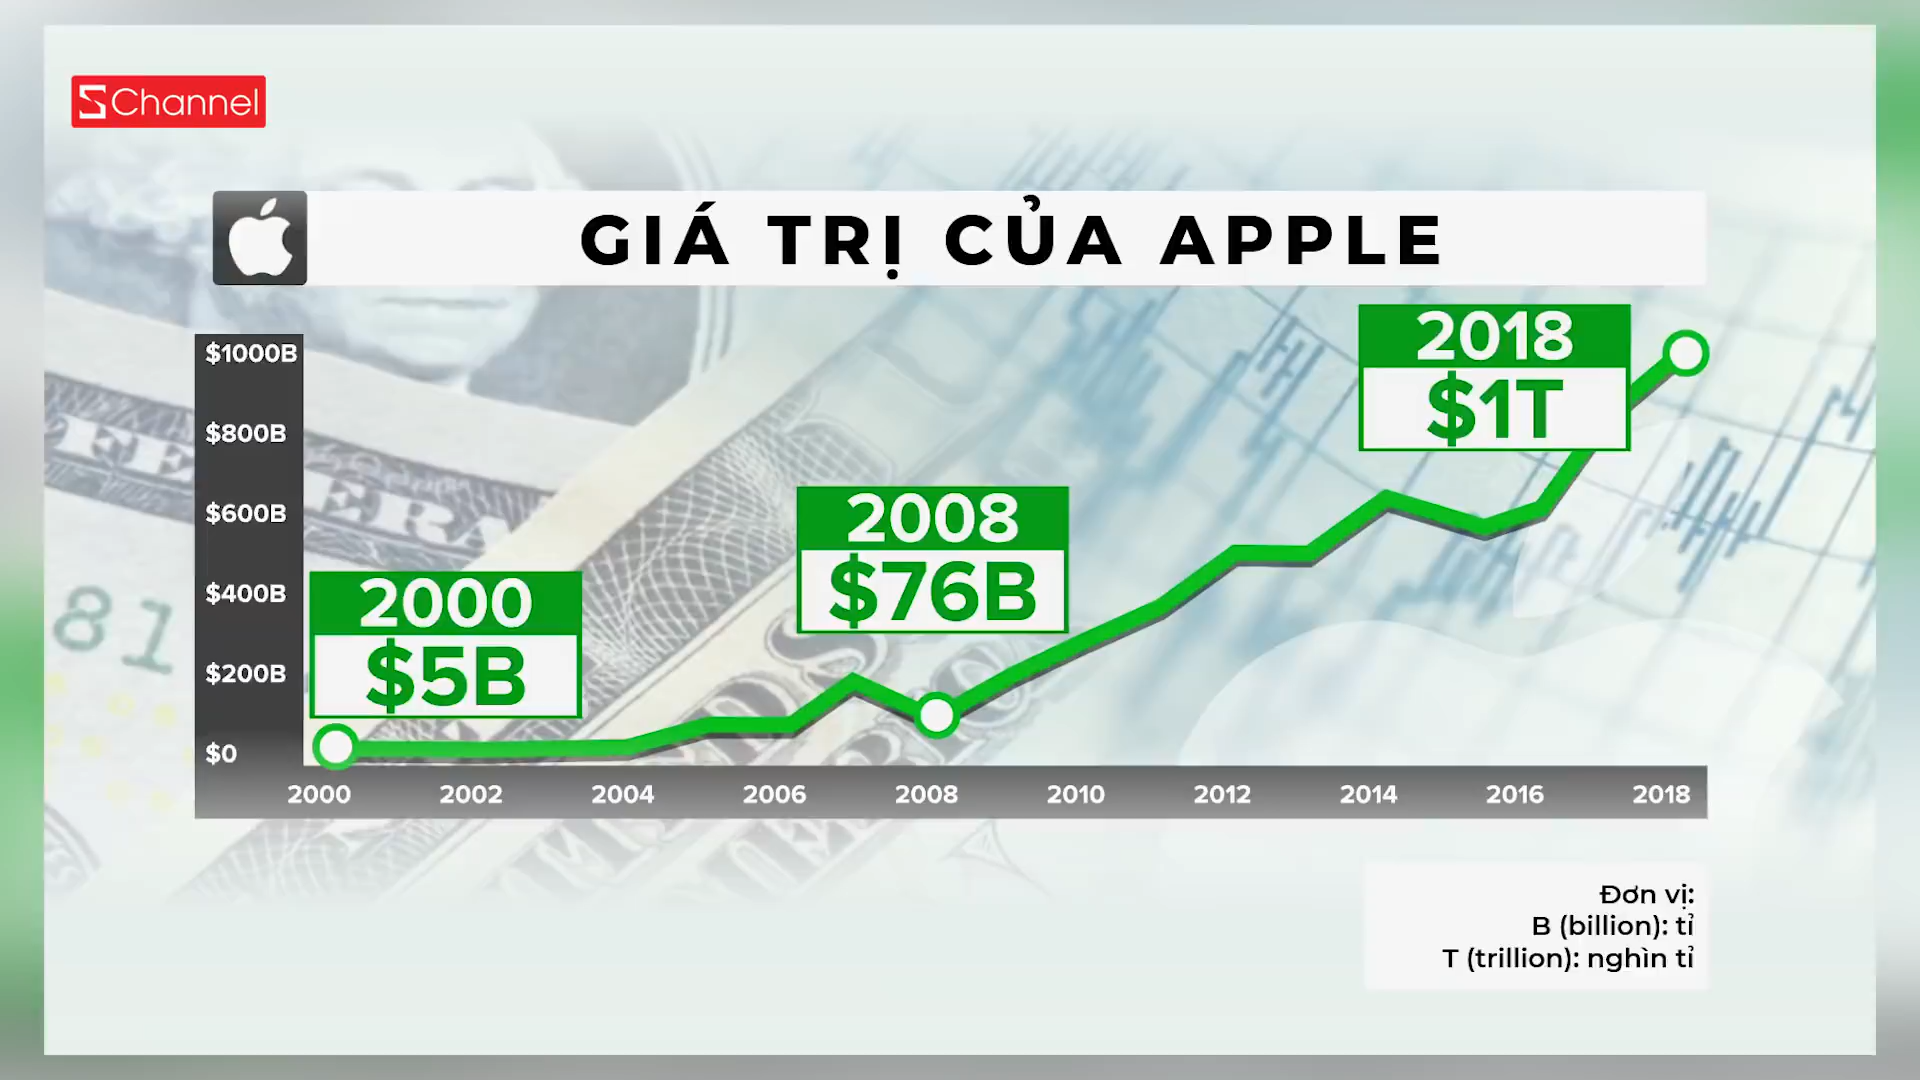 SChannel
GIÁ TRỊ CỦA APPLE
$1000B
$800B
$600B
$400B
$200B
$0
2000
$5B
2008
$76B
2018
$1T
2000 2002 2004 2006 2008 2010 2012 2014 2016 2018
Đơn vị:
B (billion): tỉ
T (trillion): nghìn tỉ
81